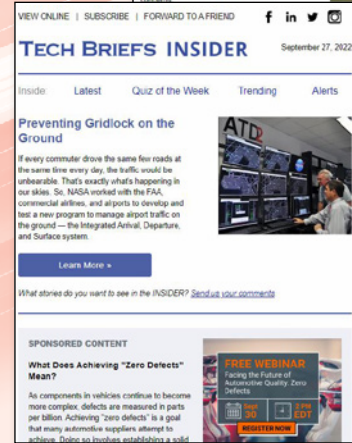 VIEW ONLINE | SUBSCRIBE | FORWARD TO A FRIEND
TECH BRIEFS INSIDER
September 27, 2022
Inside Latest Quiz of the Week Trending Alerts
Preventing Gridlock on the
Ground
If every commuter drove the same few roads at
the same time every day, the traffic would be
unbearable. That's exactly what's happening in
our skies. So, NASA worked with the FAA,
commercial airlines, and airports to develop and
test a new program to manage airport traffic on
the ground — the Integrated Arrival, Departure,
and Surface system.
ATD2
Learn More »
What stories do you want to see in the INSIDER? Send us your comments
SPONSORED CONTENT
What Does Achieving "Zero Defects"
Mean?
As components in vehicles continue to become
more complex, defects are measured in parts
per billion. Achieving "zero defects" is a goal
that many automotive suppliers attempt to
achieve. Doing so involves establishing a solid
FREE WEBINAR
Facing the Future of
Automotive Quality: Zero
Defects
Sept
30
2 PM
EDT
REGISTER NOW